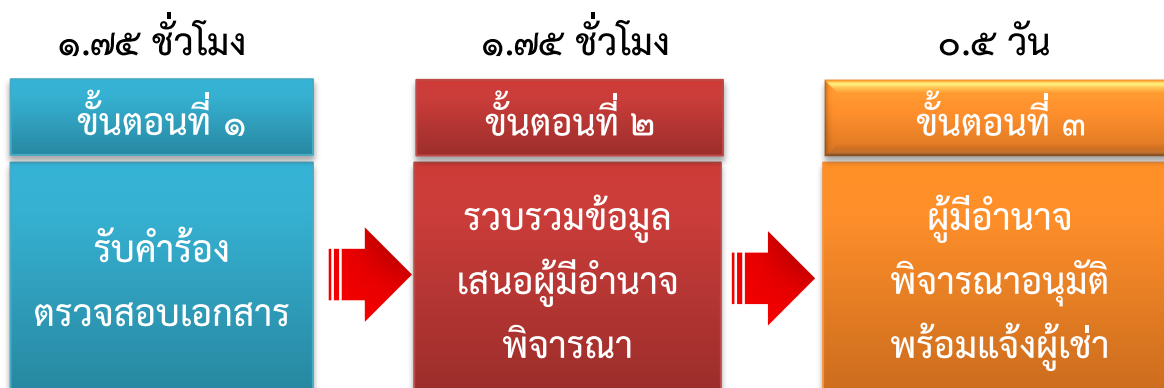 ๑.๗๕ ชั่วโมง
ขั้นตอนที่ ๑
รับคำร้อง
ตรวจสอบเอกสาร
๑.๗๕ ชั่วโมง
ขั้นตอนที่ ๒
รวบรวมข้อมูล
เสนอผู้มีอำนาจ
พิจารณา
๐.๕ วัน
ขั้นตอนที่ ๓
ผู้มีอำนาจ
พิจารณาอนุมัติ
พร้อมแจ้งผู้เช่า